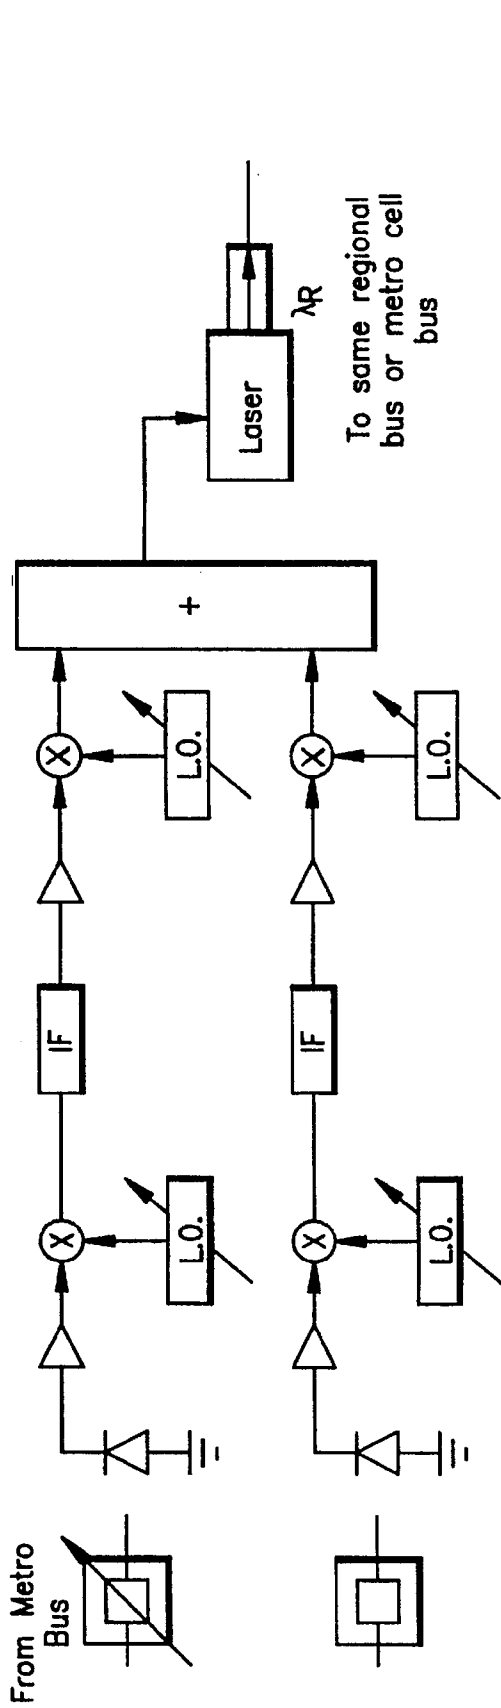 From Metro
Bus
X
L.O.
IF
X
L.O.
X
L.O.
IF
X
L.O.
+
Laser
λR
To same regional
bus or metro cell
bus